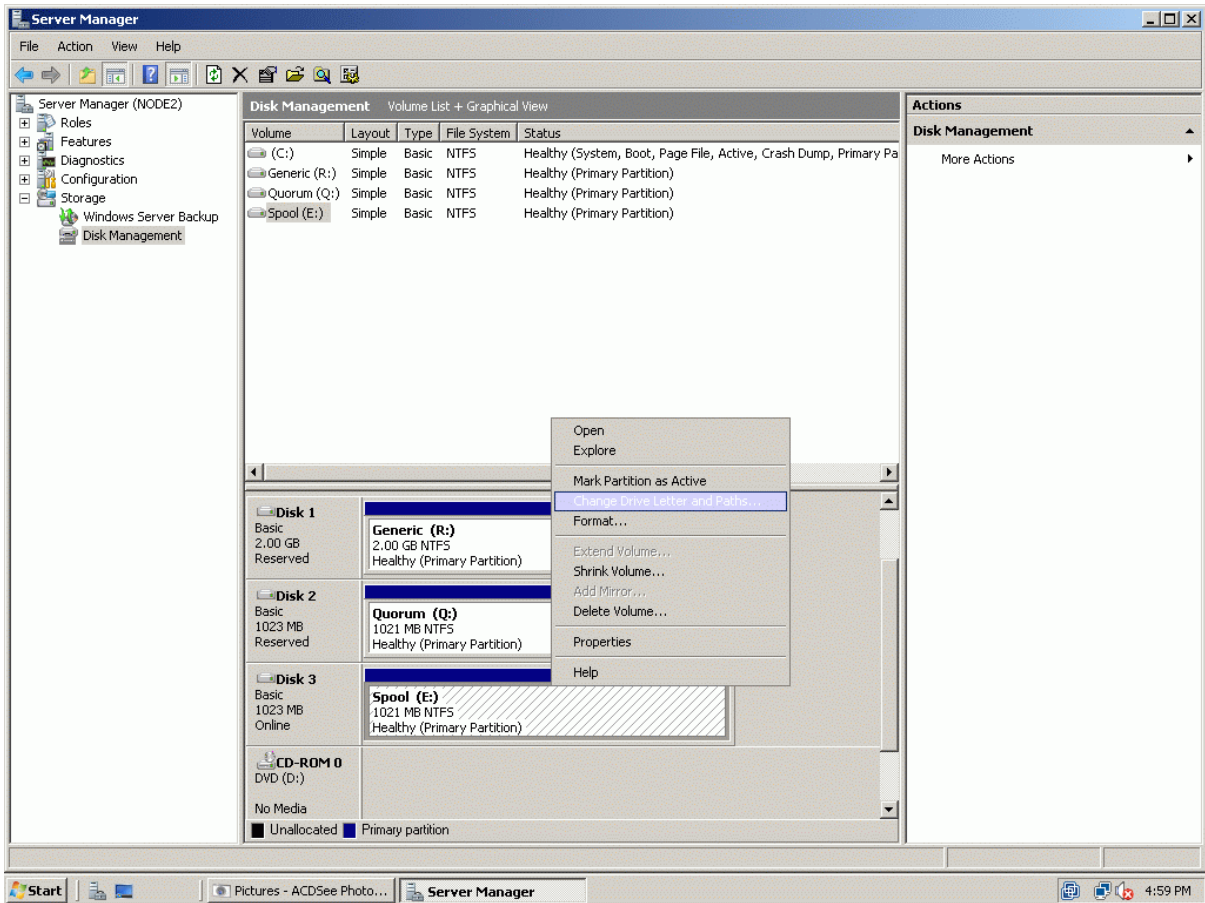 Server Manager
File Action View Help
Server Manager (NODE2)
Roles
Features
Diagnostics
Configuration
Storage
Windows Server Backup
Disk Management
Disk Management Volume List + Graphical View
Volume Layout Type File System Status
(C:) Simple Basic NTFS Healthy (System, Boot, Page File, Active, Crash Dump, Primary Pa
Generic (R:) Simple Basic NTFS Healthy (Primary Partition)
Quorum (Q:) Simple Basic NTFS Healthy (Primary Partition)
Spool (E:) Simple Basic NTFS Healthy (Primary Partition)
Open
Explore
Mark Partition as Active
Change Drive Letter and Paths...
Format...
Extend Volume...
Shrink Volume...
Add Mirror...
Delete Volume...
Properties
Help
Disk 1
Basic
2.00 GB
Reserved
Generic (R:)
2.00 GB NTFS
Healthy (Primary Partition)
Disk 2
Basic
1023 MB
Reserved
Quorum (Q:)
1021 MB NTFS
Healthy (Primary Partition)
Disk 3
Basic
1023 MB
Online
Spool (E:)
1021 MB NTFS
Healthy (Primary Partition)
CD-ROM 0
DVD (D:)
No Media
Unallocated Primary partition
Actions
Disk Management
More Actions
Start Pictures - ACDSee Photo... Server Manager 4:59 PM